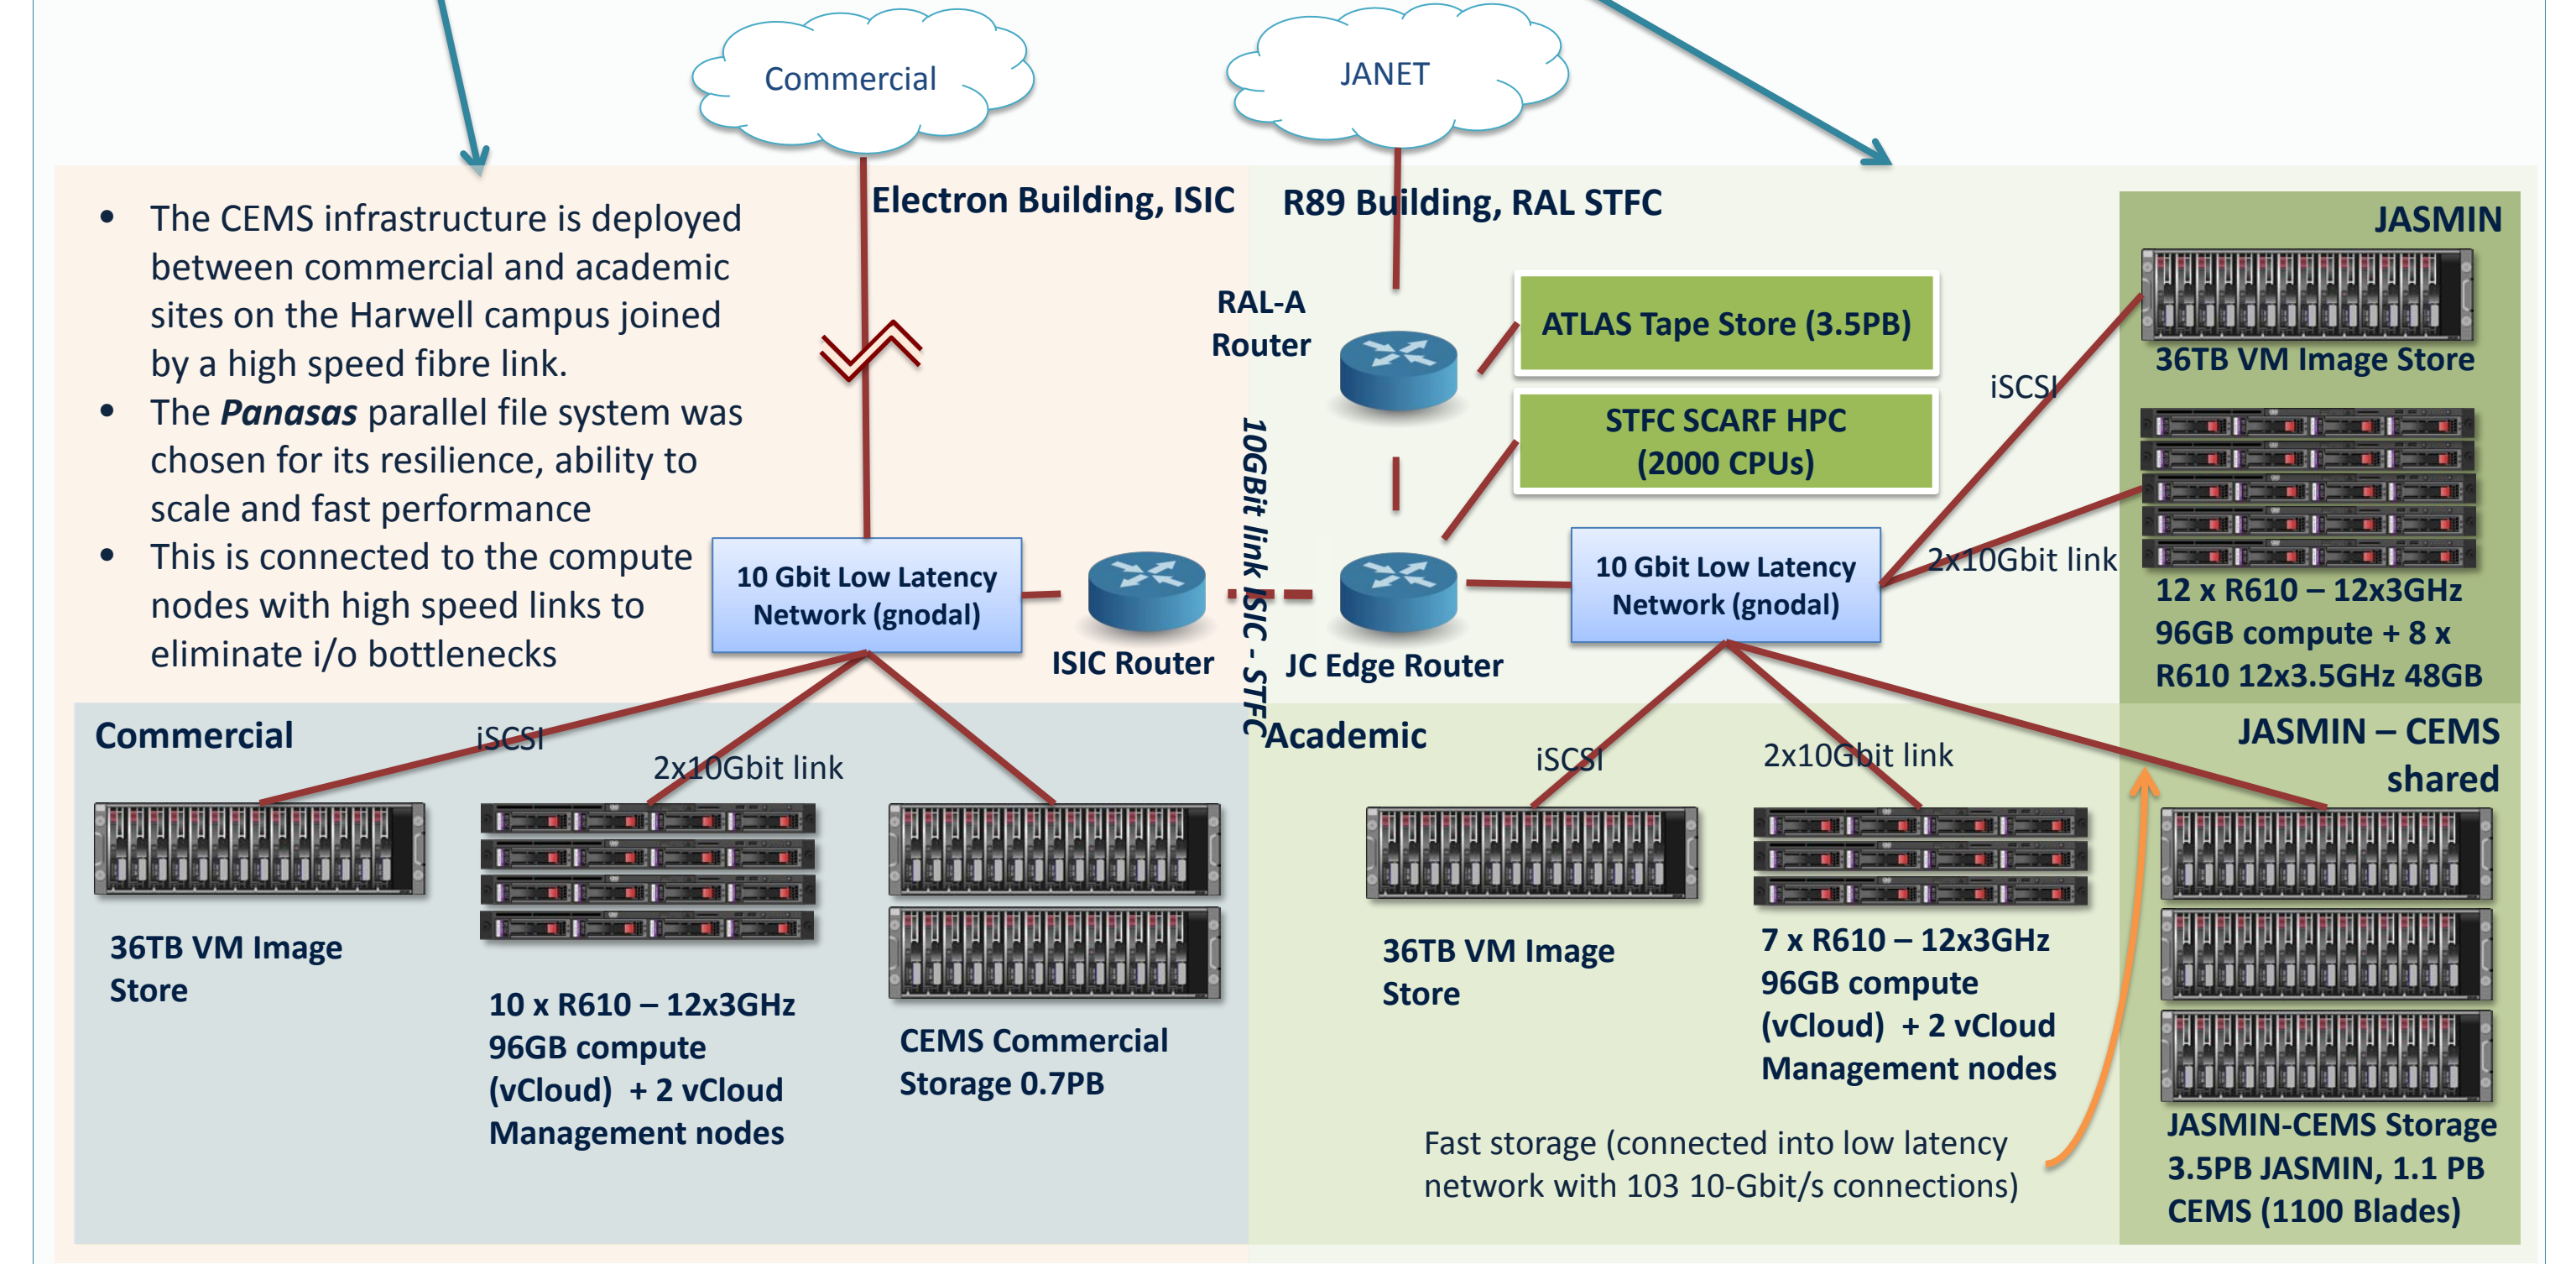 Commercial
JANET
Electron Building, ISIC
R89 Building, RAL STFC
• The CEMS infrastructure is deployed
between commercial and academic
sites on the Harwell campus joined
by a high speed fibre link.
• The Panasas parallel file system was
chosen for its resilience, ability to
scale and fast performance
• This is connected to the compute
nodes with high speed links to
eliminate i/o bottlenecks
10 Gbit Low Latency
Network (gnodal)
ISIC Router
10GBit link ISIC - STFC
RAL-A
Router
ATLAS Tape Store (3.5PB)
STFC SCARF HPC
(2000 CPUs)
JC Edge Router
10 Gbit Low Latency
Network (gnodal)
iSCSI
2x10Gbit link
JASMIN
36TB VM Image Store
12 x R610 – 12x3GHz
96GB compute + 8 x
R610 12x3.5GHz 48GB
Commercial
iSCSI
2x10Gbit link
36TB VM Image
Store
10 x R610 – 12x3GHz
96GB compute
(vCloud) + 2 vCloud
Management nodes
CEMS Commercial
Storage 0.7PB
Academic
iSCSI
2x10Gbit link
36TB VM Image
Store
7 x R610 – 12x3GHz
96GB compute
(vCloud) + 2 vCloud
Management nodes
Fast storage (connected into low latency
network with 103 10-Gbit/s connections)
JASMIN – CEMS
shared
JASMIN-CEMS Storage
3.5PB JASMIN, 1.1 PB
CEMS (1100 Blades)